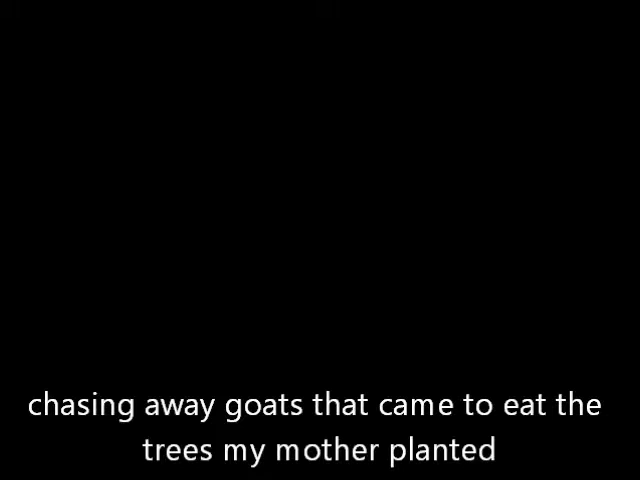 chasing away goats that came to eat the
trees my mother planted